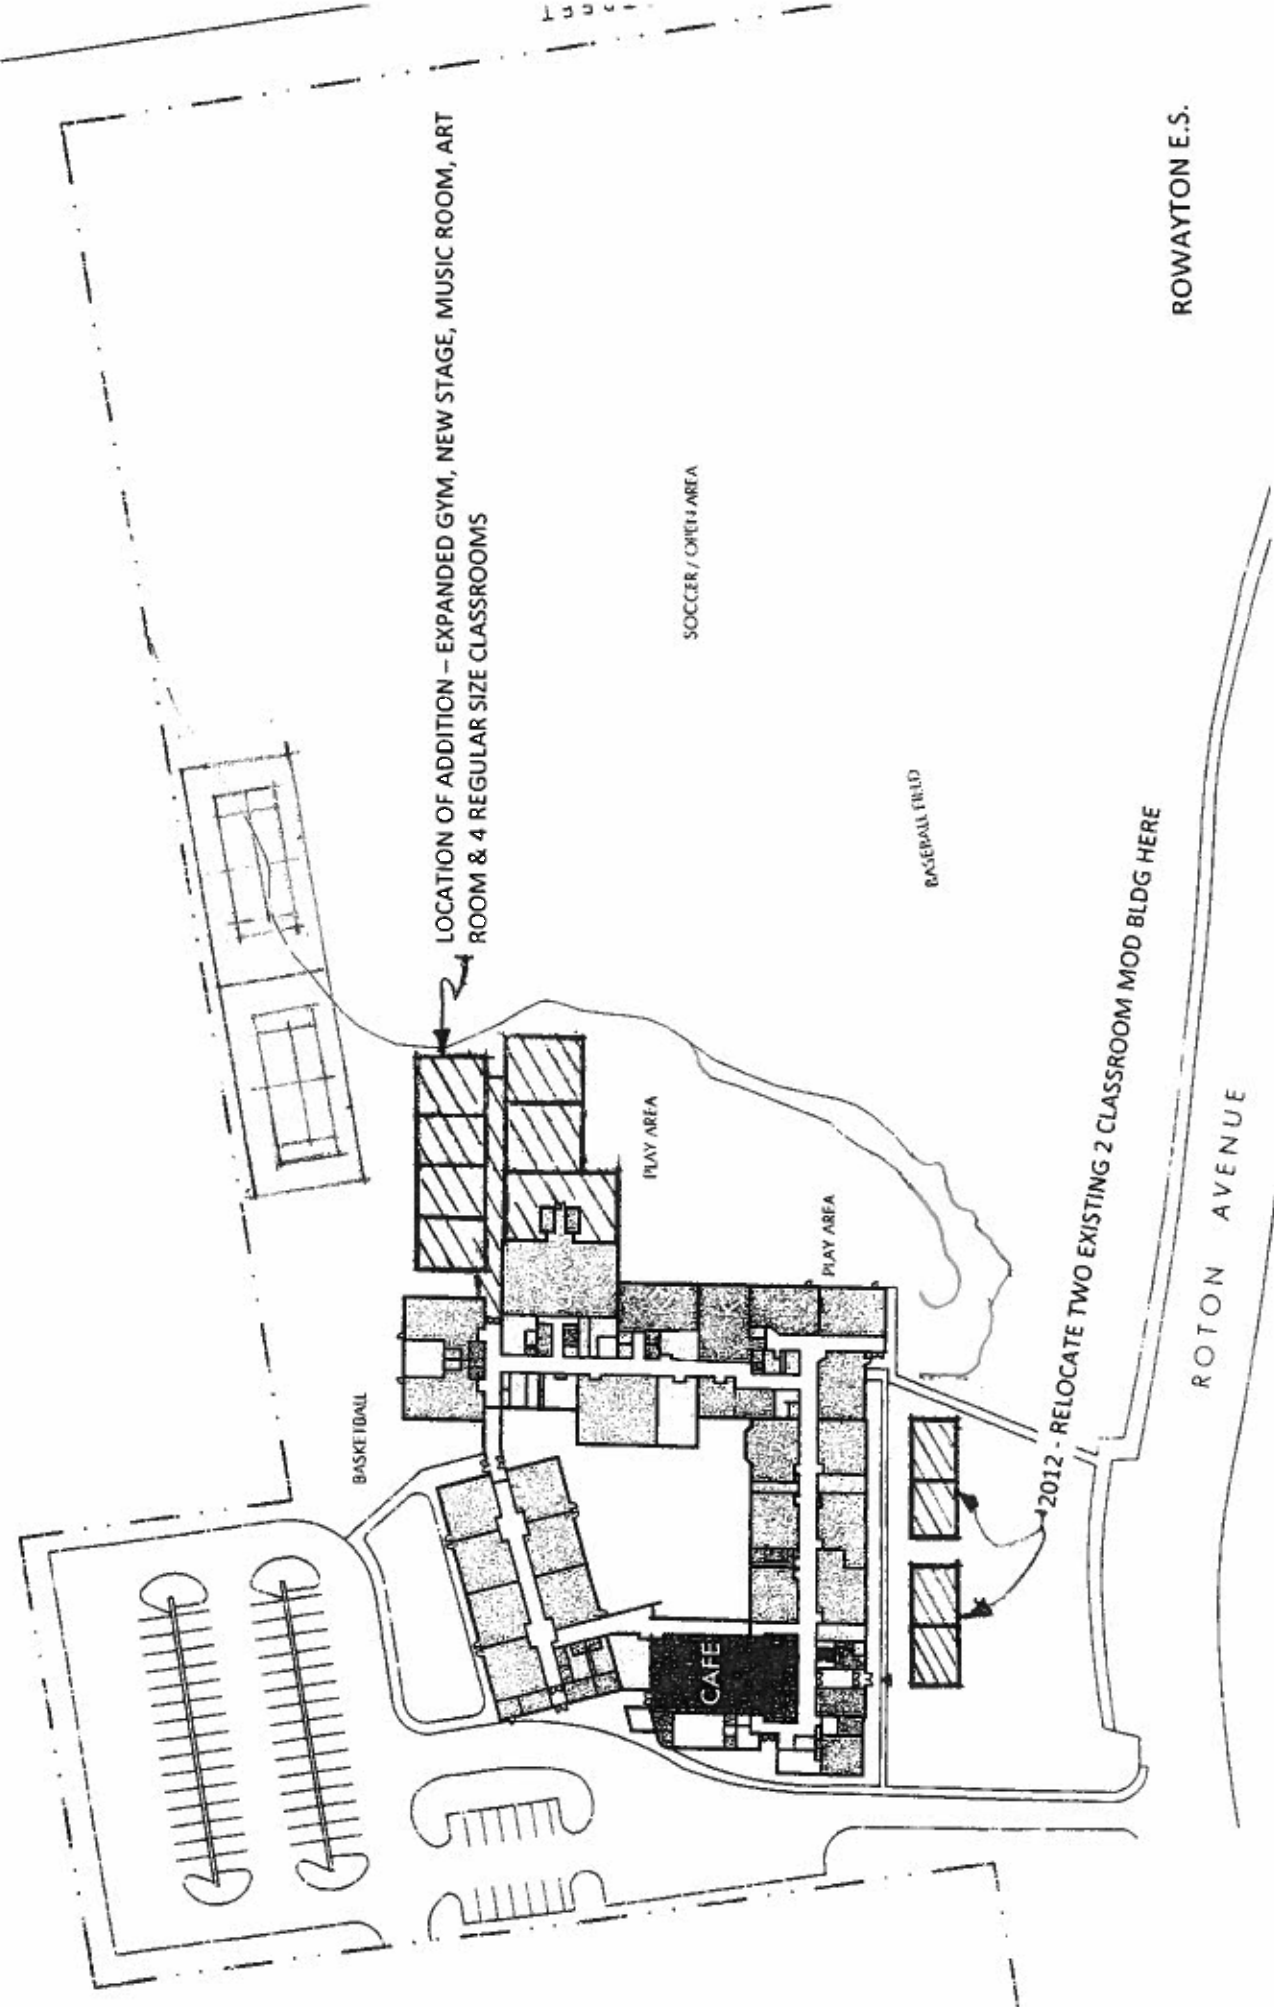 LOCATION OF ADDITION – EXPANDED GYM, NEW STAGE, MUSIC ROOM, ART
ROOM & 4 REGULAR SIZE CLASSROOMS
BASKETBALL
SOCCER / OPEN AREA
PLAY AREA
PLAY AREA
BASEBALL FIELD
CAFE
K
K
2012 - RELOCATE TWO EXISTING 2 CLASSROOM MOD BLDG HERE
ROTON AVENUE
ROWAYTON E.S.